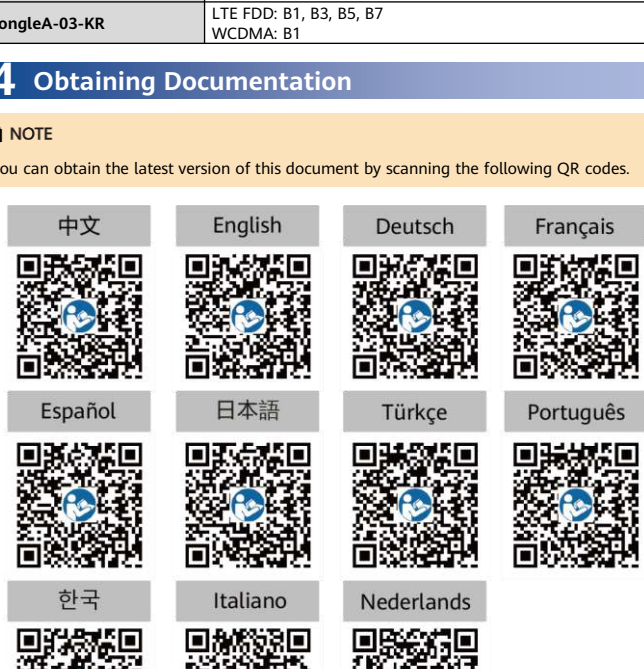 ongleA-03-KR
LTE FDD: B1, B3, B5, B7
WCDMA: B1
4 Obtaining Documentation
NOTE
ou can obtain the latest version of this document by scanning the following QR codes.
中文 English Deutsch Français
Español 日本語 Türkçe Português
한국 Italiano Nederlands